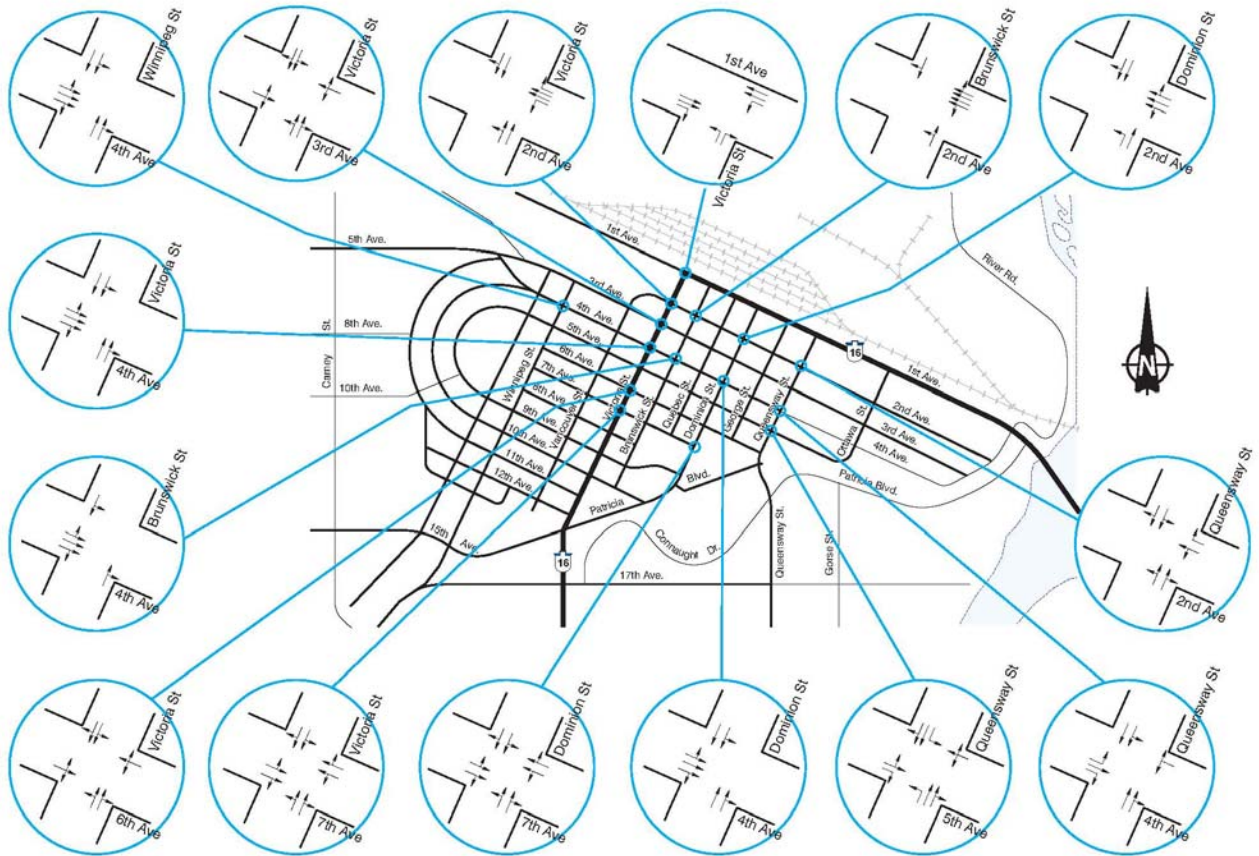 Winnipeg St
4th Ave
Victoria St
3rd Ave
Victoria St
2nd Ave
1st Ave
Victoria St
Brunswick St
2nd Ave
Dominion St
2nd Ave
Victoria St
4th Ave
Brunswick St
4th Ave
5th Ave.
1st Ave.
River Rd.
3rd Ave.
4th Ave.
8th Ave.
5th Ave.
6th Ave.
7th Ave.
8th Ave.
9th Ave.
10th Ave.
10th Ave.
11th Ave.
12th Ave.
Carney St.
Winnipeg St.
Vancouver St.
Victoria St.
Brunswick St.
Quebec St.
Dominion St.
George St.
Queensway St.
Ottawa St.
16
1st Ave.
2nd Ave.
3rd Ave.
4th Ave.
Patricia Blvd.
Patricia Blvd.
15th Ave.
Connaught Dr.
Queensway St.
Gorse St.
16
17th Ave.
N
Queensway St
2nd Ave
Victoria St
6th Ave
Victoria St
7th Ave
Dominion St
7th Ave
Dominion St
4th Ave
Queensway St
5th Ave
Queensway St
4th Ave